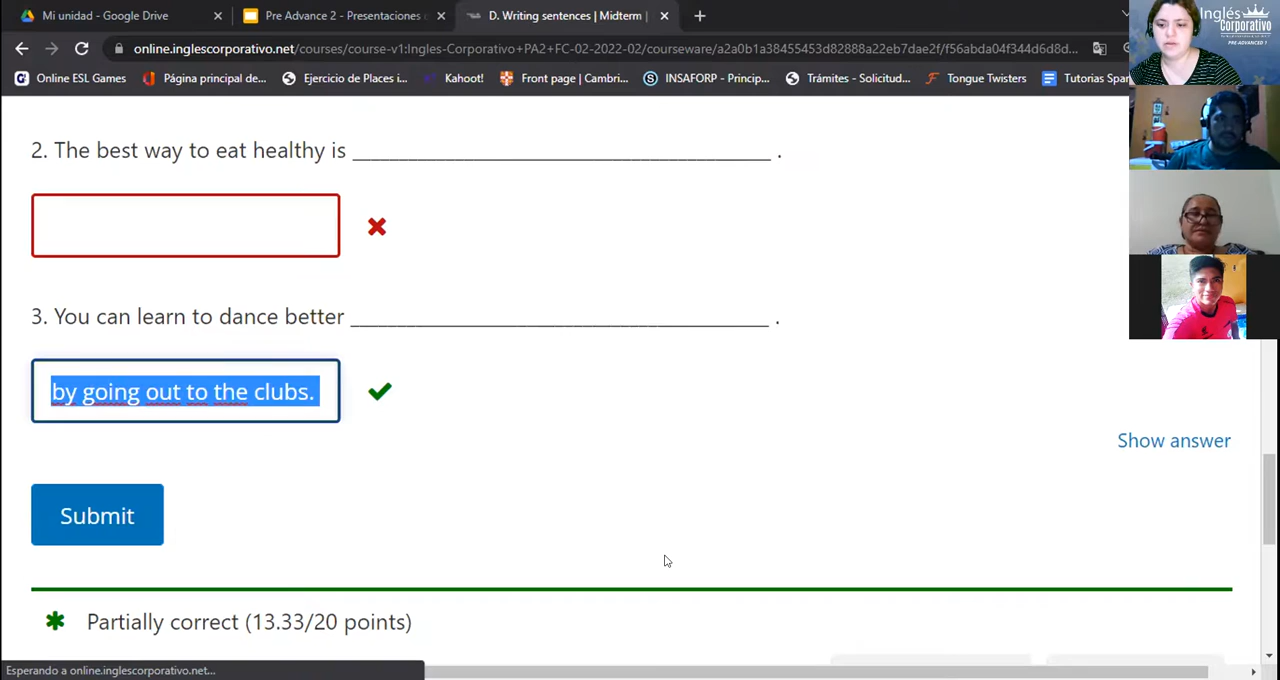 Mi unidad - Google Drive
Pre Advance 2 - Presentaciones
D. Writing sentences | Midterm |
online.inglescorporativo.net/courses/course-v1:Ingles-Corporativo+PA2+FC-02-2022-02/courseware/a2a0b1a38455453d82888a22eb7dae2f/f56abda04f344d6d8d...
Online ESL Games
Página principal de...
Ejercicio de Places i...
Kahoot!
Front page | Cambri...
INSAFORP - Princip...
Trámites - Solicitud...
Tongue Twisters
Tutorias Span
Inglés
Corporativo
PRE ADVANCED 1
2. The best way to eat healthy is ________________________________________ .
3. You can learn to dance better ________________________________________ .
by going out to the clubs.
Show answer
Submit
Partially correct (13.33/20 points)
Esperando a online.inglescorporativo.net...